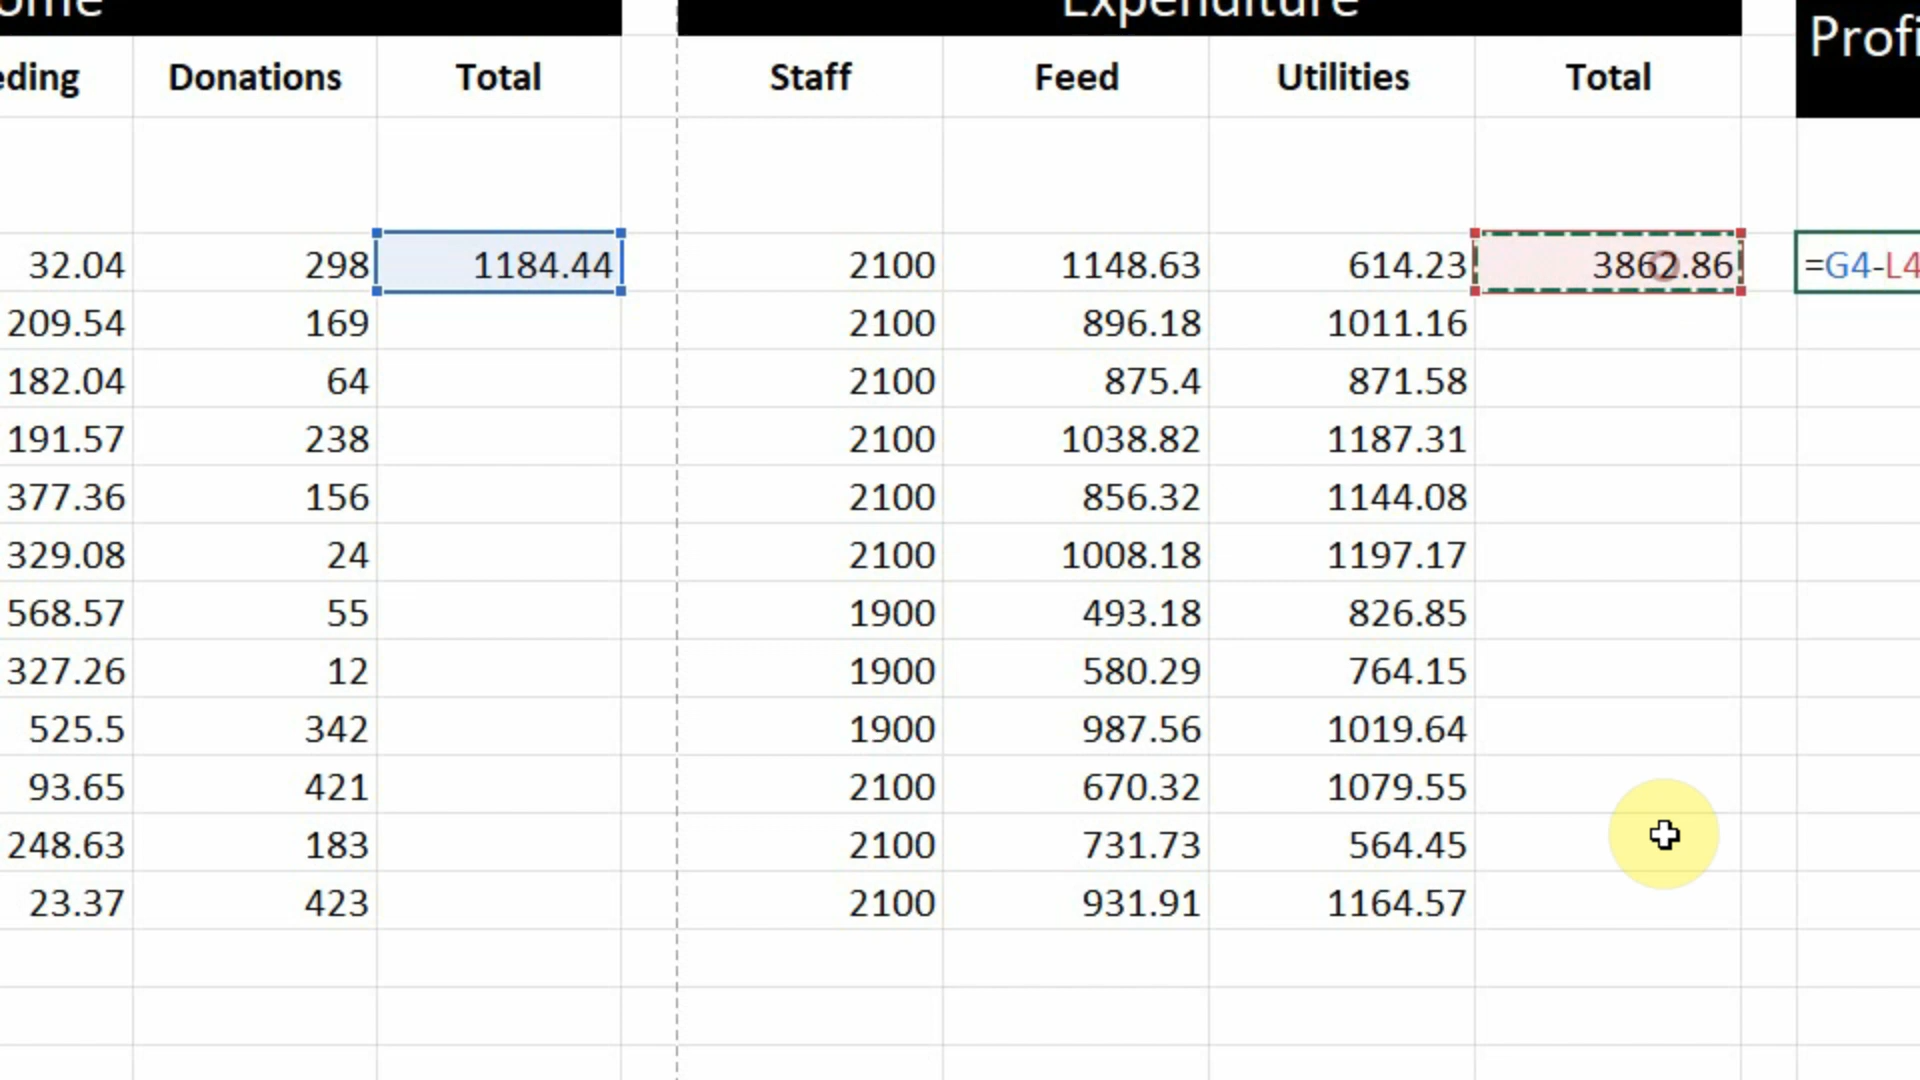 ome Expenditure Profi
eding Donations Total Staff Feed Utilities Total
32.04 298 1184.44 2100 1148.63 614.23 3862.86 =G4-L4
209.54 169 2100 896.18 1011.16
182.04 64 2100 875.4 871.58
191.57 238 2100 1038.82 1187.31
377.36 156 2100 856.32 1144.08
329.08 24 2100 1008.18 1197.17
568.57 55 1900 493.18 826.85
327.26 12 1900 580.29 764.15
525.5 342 1900 987.56 1019.64
93.65 421 2100 670.32 1079.55
248.63 183 2100 731.73 564.45
23.37 423 2100 931.91 1164.57